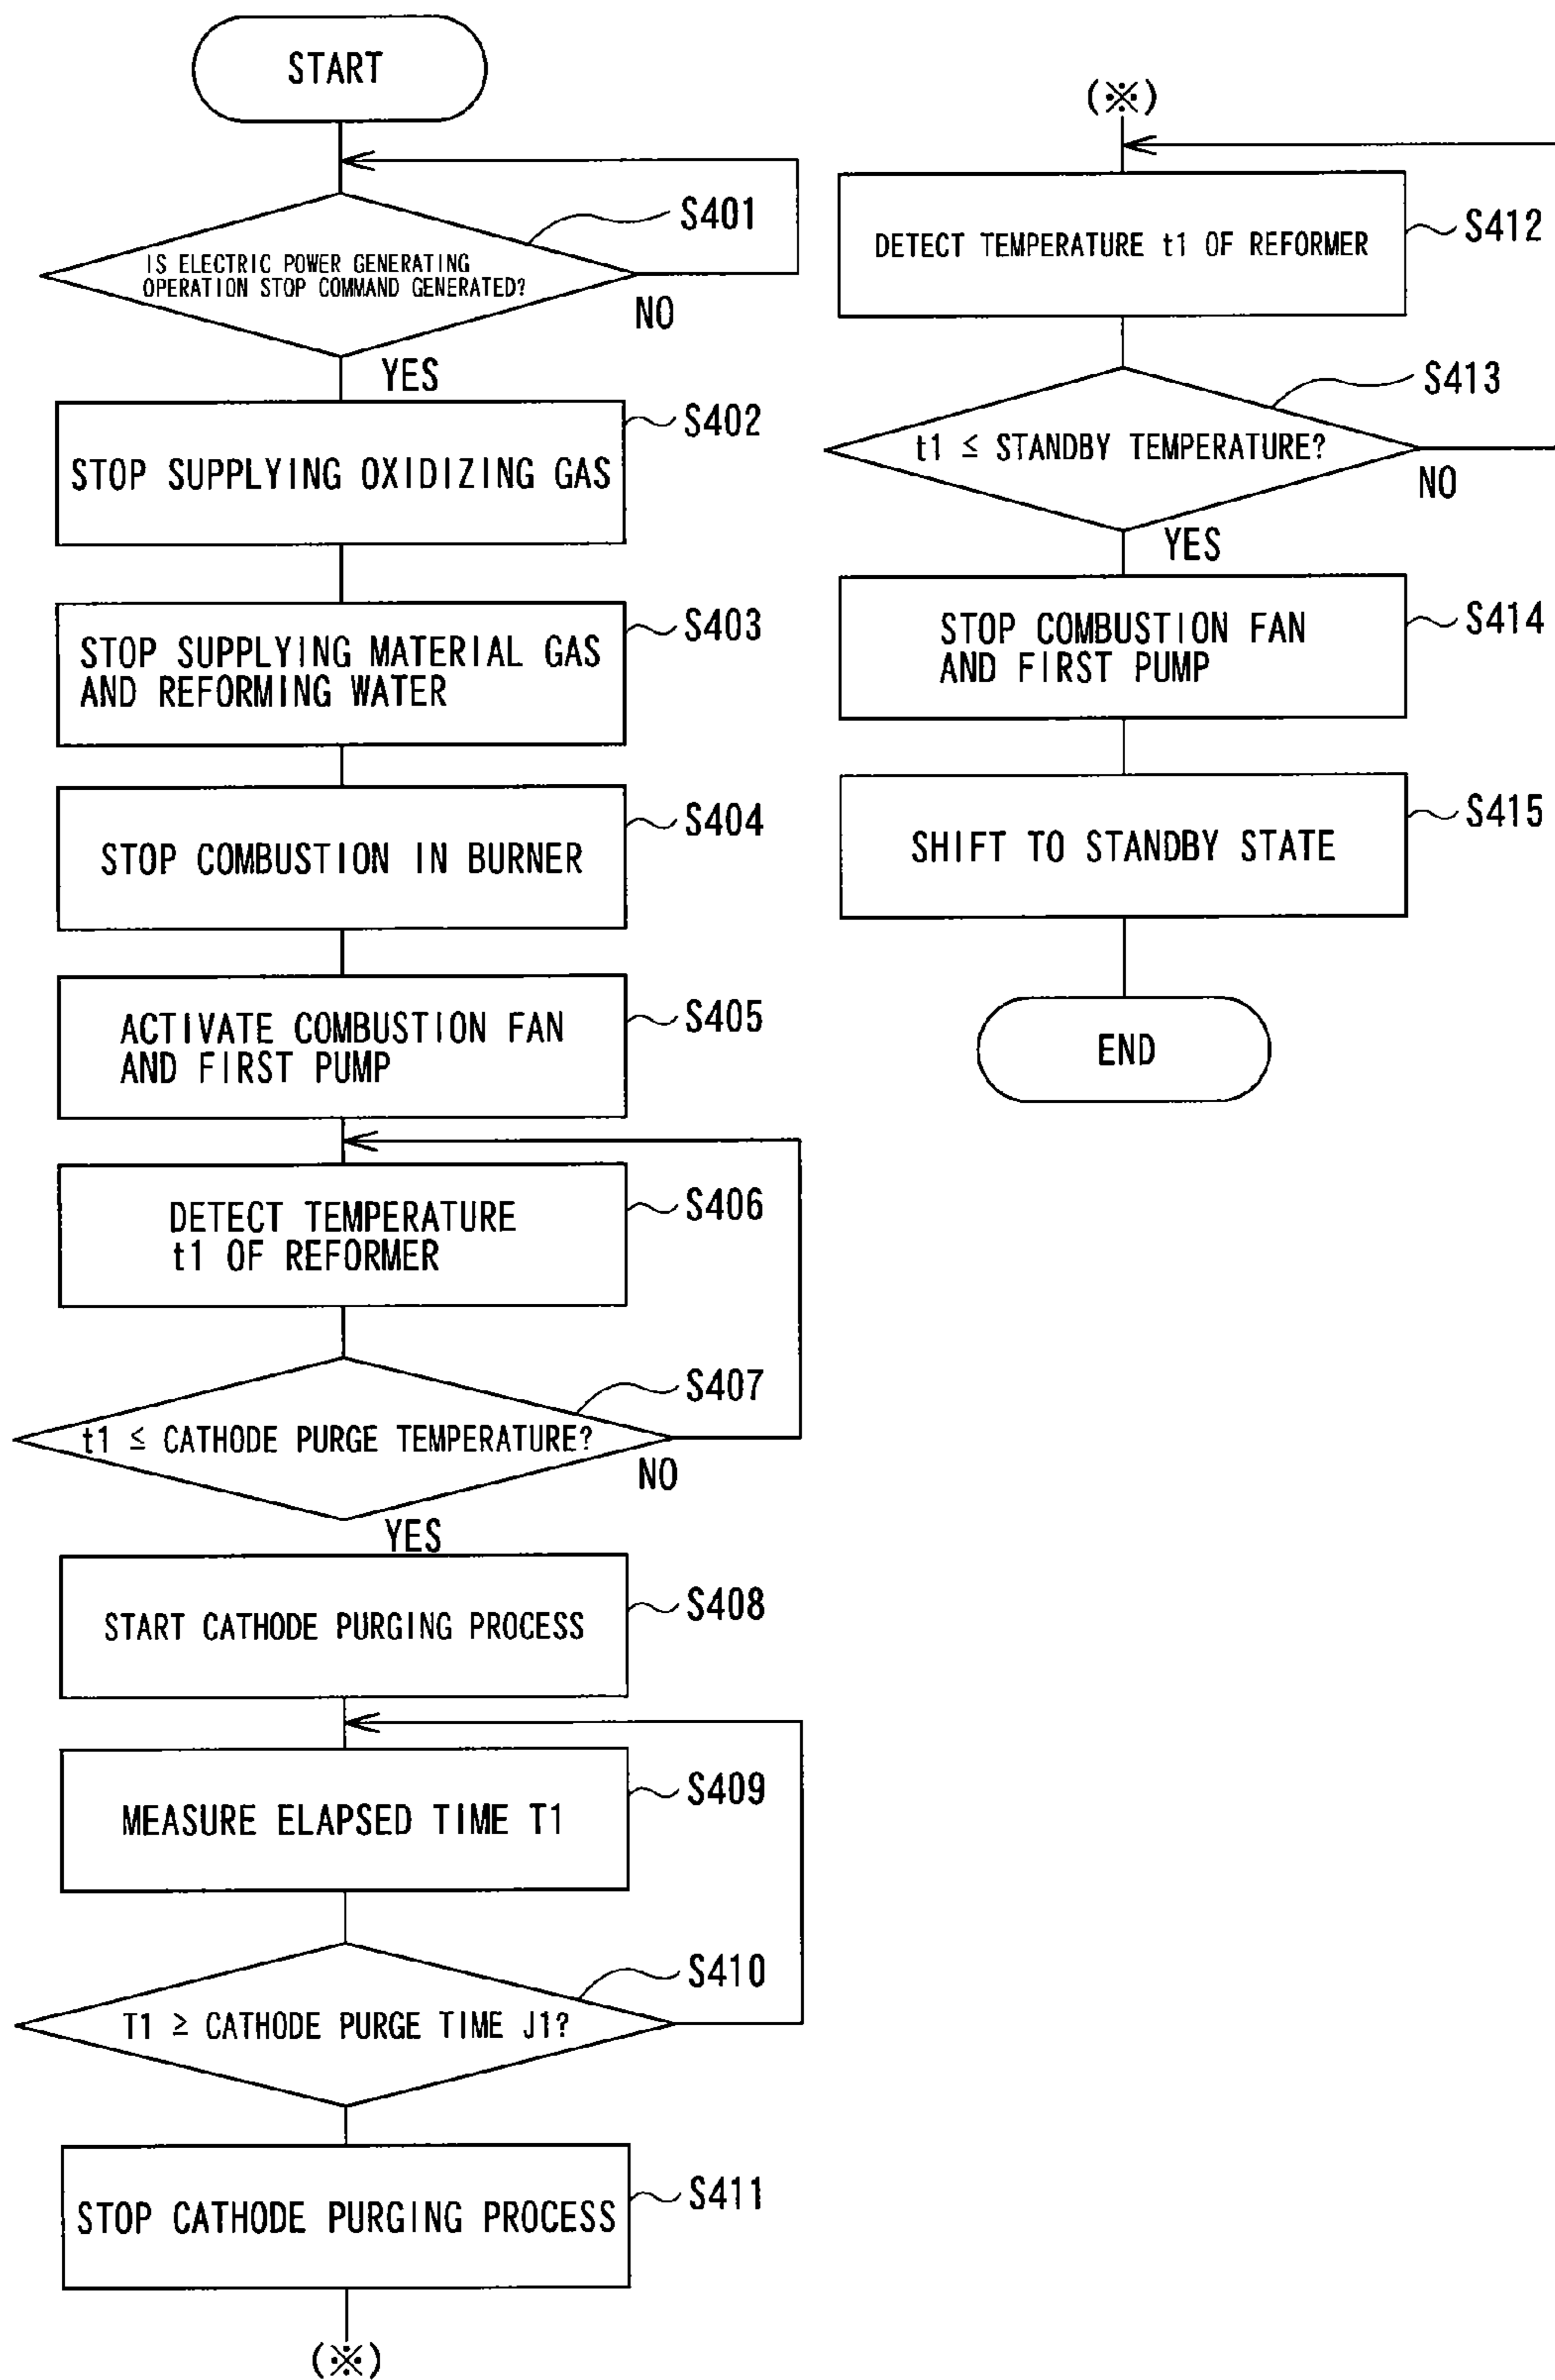 START
S401
IS ELECTRIC POWER GENERATING
OPERATION STOP COMMAND GENERATED?
NO
YES
S402
STOP SUPPLYING OXIDIZING GAS
S403
STOP SUPPLYING MATERIAL GAS
AND REFORMING WATER
S404
STOP COMBUSTION IN BURNER
S405
ACTIVATE COMBUSTION FAN
AND FIRST PUMP
S406
DETECT TEMPERATURE
t1 OF REFORMER
S407
t1 ≤ CATHODE PURGE TEMPERATURE?
NO
YES
S408
START CATHODE PURGING PROCESS
S409
MEASURE ELAPSED TIME T1
S410
T1 ≥ CATHODE PURGE TIME J1?
S411
STOP CATHODE PURGING PROCESS
(※)
(※)
S412
DETECT TEMPERATURE t1 OF REFORMER
S413
t1 ≤ STANDBY TEMPERATURE?
NO
YES
S414
STOP COMBUSTION FAN
AND FIRST PUMP
S415
SHIFT TO STANDBY STATE
END